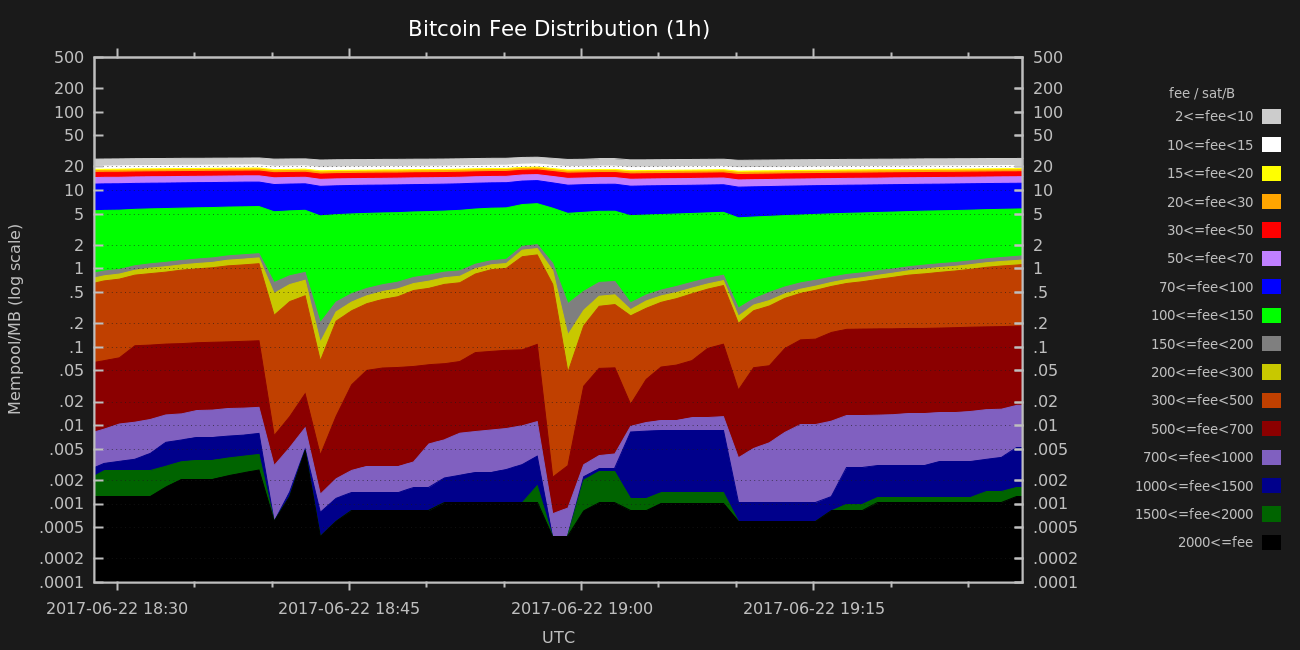 Bitcoin Fee Distribution (1h)
Mempool/MB (log scale)
500
200
100
50
20
10
5
2
1
.5
.2
.1
.05
.02
.01
.005
.002
.001
.0005
.0002
.0001
500
200
100
50
20
10
5
2
1
.5
.2
.1
.05
.02
.01
.005
.002
.001
.0005
.0002
.0001
2017-06-22 18:30
2017-06-22 18:45
2017-06-22 19:00
2017-06-22 19:15
UTC
fee / sat/B
2<=fee<10
10<=fee<15
15<=fee<20
20<=fee<30
30<=fee<50
50<=fee<70
70<=fee<100
100<=fee<150
150<=fee<200
200<=fee<300
300<=fee<500
500<=fee<700
700<=fee<1000
1000<=fee<1500
1500<=fee<2000
2000<=fee